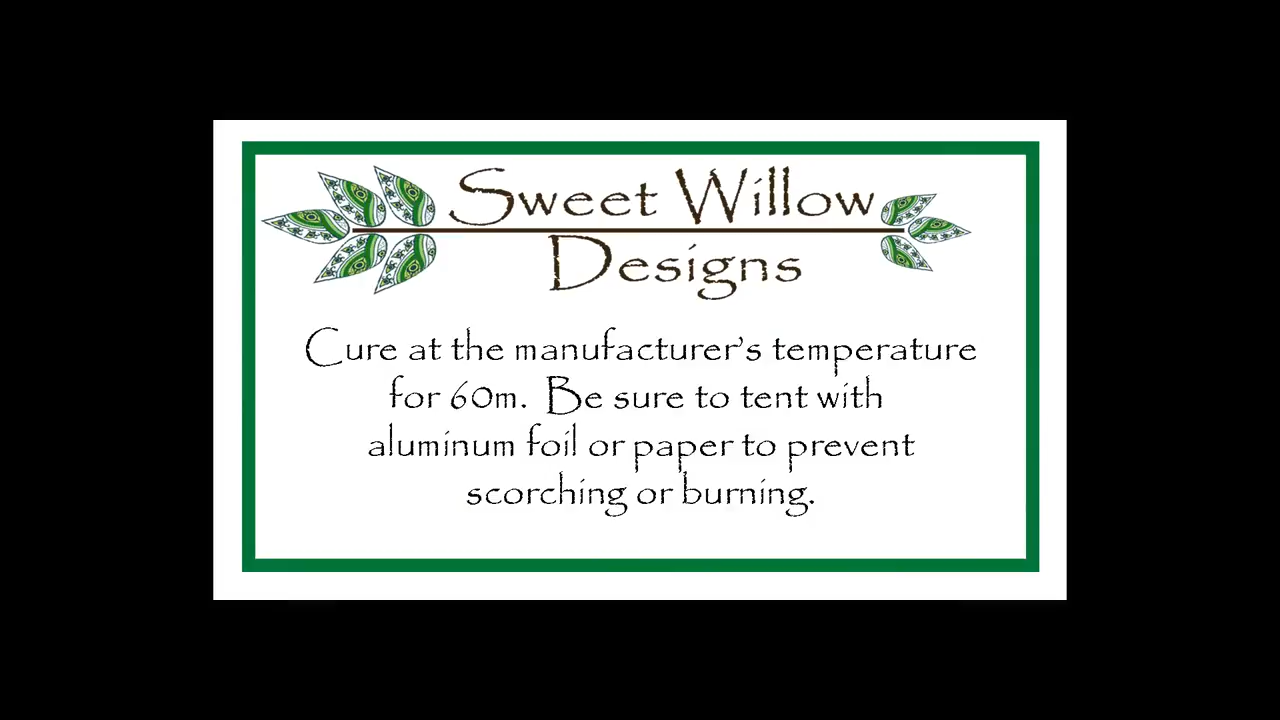 Sweet Willow
Designs
Cure at the manufacturer's temperature
for 60m. Be sure to tent with
aluminum foil or paper to prevent
scorching or burning.